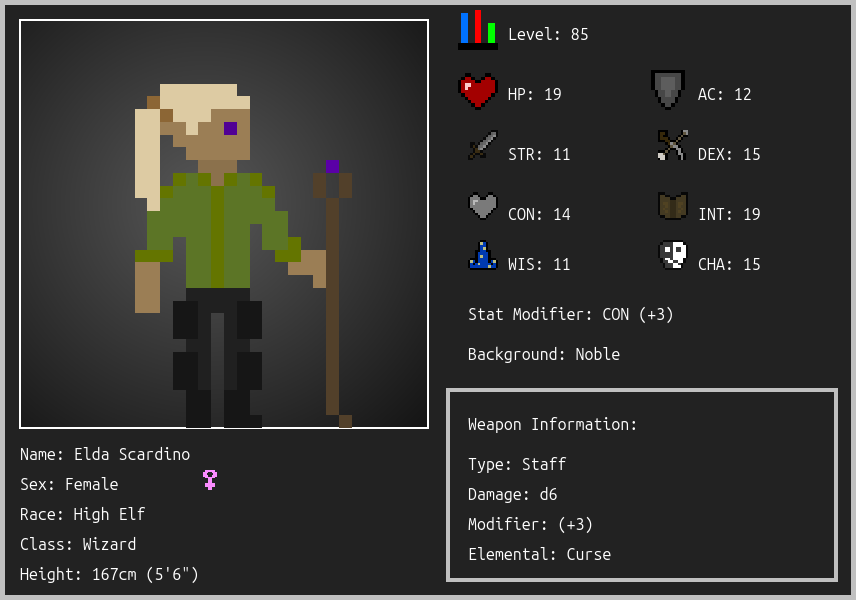 Level: 85
HP: 19
AC: 12
STR: 11
DEX: 15
CON: 14
INT: 19
WIS: 11
CHA: 15
Stat Modifier: CON (+3)
Background: Noble
Weapon Information:
Type: Staff
Damage: d6
Modifier: (+3)
Elemental: Curse
Name: Elda Scardino
Sex: Female
Race: High Elf
Class: Wizard
Height: 167cm (5'6")